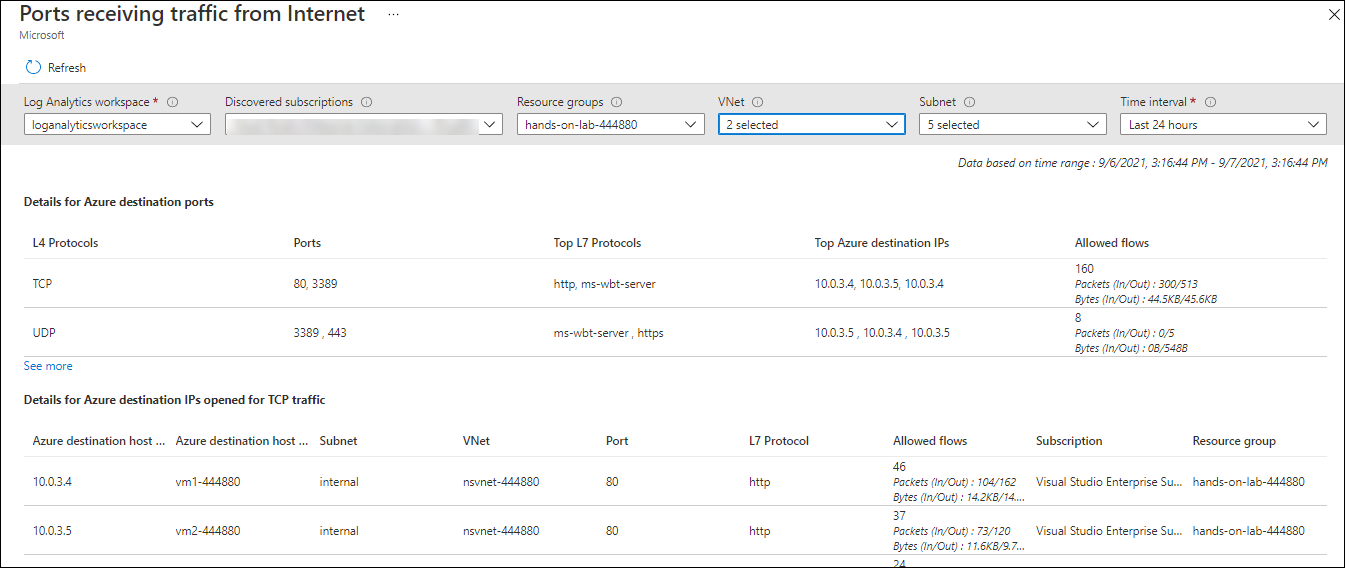 Ports receiving traffic from Internet ...
Microsoft
Refresh
Log Analytics workspace * Discovered subscriptions Resource groups VNet Subnet Time interval *
loganalyticsworkspace hands-on-lab-444880 2 selected 5 selected Last 24 hours
Data based on time range : 9/6/2021, 3:16:44 PM - 9/7/2021, 3:16:44 PM
Details for Azure destination ports
L4 Protocols Ports Top L7 Protocols Top Azure destination IPs Allowed flows
TCP 80, 3389 http, ms-wbt-server 10.0.3.4, 10.0.3.5, 10.0.3.4 160
Packets (In/Out) : 300/513
Bytes (In/Out) : 44.5KB/45.6KB
UDP 3389 , 443 ms-wbt-server , https 10.0.3.5 , 10.0.3.4 , 10.0.3.5 8
Packets (In/Out) : 0/5
Bytes (In/Out) : 0B/548B
See more
Details for Azure destination IPs opened for TCP traffic
Azure destination host ... Azure destination host ... Subnet VNet Port L7 Protocol Allowed flows Subscription Resource group
10.0.3.4 vm1-444880 internal nsvnet-444880 80 http 46 Visual Studio Enterprise Su... hands-on-lab-444880
Packets (In/Out) : 104/162
Bytes (In/Out) : 14.2KB/14....
10.0.3.5 vm2-444880 internal nsvnet-444880 80 http 37 Visual Studio Enterprise Su... hands-on-lab-444880
Packets (In/Out) : 73/120
Bytes (In/Out) : 11.6KB/9.7...
24